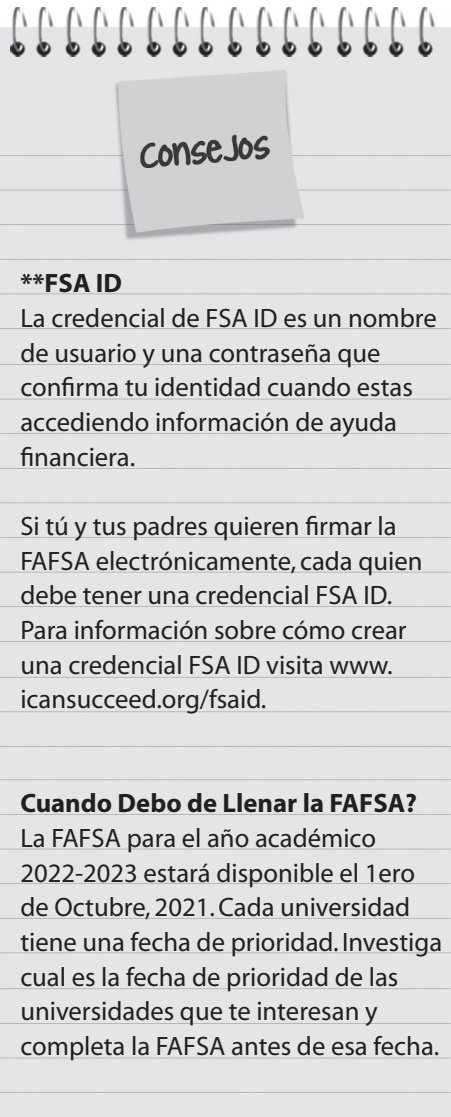 Consejos
**FSA ID
La credencial de FSA ID es un nombre
de usuario y una contraseña que
confirma tu identidad cuando estas
accediendo información de ayuda
financiera.
Si tú y tus padres quieren firmar la
FAFSA electrónicamente, cada quien
debe tener una credencial FSA ID.
Para información sobre cómo crear
una credencial FSA ID visita www.
icansucceed.org/fsaid.
Cuando Debo de Llenar la FAFSA?
La FAFSA para el año académico
2022-2023 estará disponible el 1ero
de Octubre, 2021. Cada universidad
tiene una fecha de prioridad. Investiga
cual es la fecha de prioridad de las
universidades que te interesan y
completa la FAFSA antes de esa fecha.